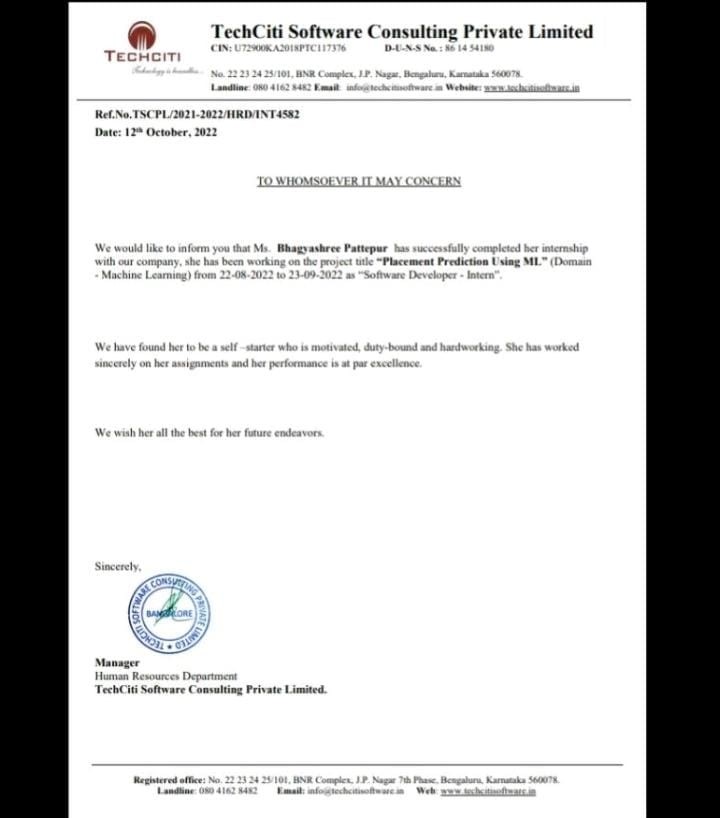 TechCiti Software Consulting Private Limited
CIN: U72900KA2018PTC117376 D-U-N-S No. : 86 14 54180
TECHCITI
Technology is boundless...
No. 22 23 24 25/101, BNR Complex, J.P. Nagar, Bengaluru, Karnataka 560078.
Landline: 080 4162 8482 Email: info@techcitisoftware.in Website: www.techcitisoftware.in
Ref.No.TSCPL/2021-2022/HRD/INT4582
Date: 12th October, 2022
TO WHOMSOEVER IT MAY CONCERN
We would like to inform you that Ms. Bhagyashree Pattepur has successfully completed her internship
with our company, she has been working on the project title “Placement Prediction Using ML” (Domain
- Machine Learning) from 22-08-2022 to 23-09-2022 as “Software Developer - Intern”.
We have found her to be a self –starter who is motivated, duty-bound and hardworking. She has worked
sincerely on her assignments and her performance is at par excellence.
We wish her all the best for her future endeavors.
Sincerely,
TECHCITI SOFTWARE CONSULTING PRIVATE LIMITED
BANGALORE
Manager
Human Resources Department
TechCiti Software Consulting Private Limited.
Registered office: No. 22 23 24 25/101, BNR Complex, J.P. Nagar 7th Phase, Bengaluru, Karnataka 560078.
Landline: 080 4162 8482 Email: info@techcitisoftware.in Web: www.techcitisoftware.in